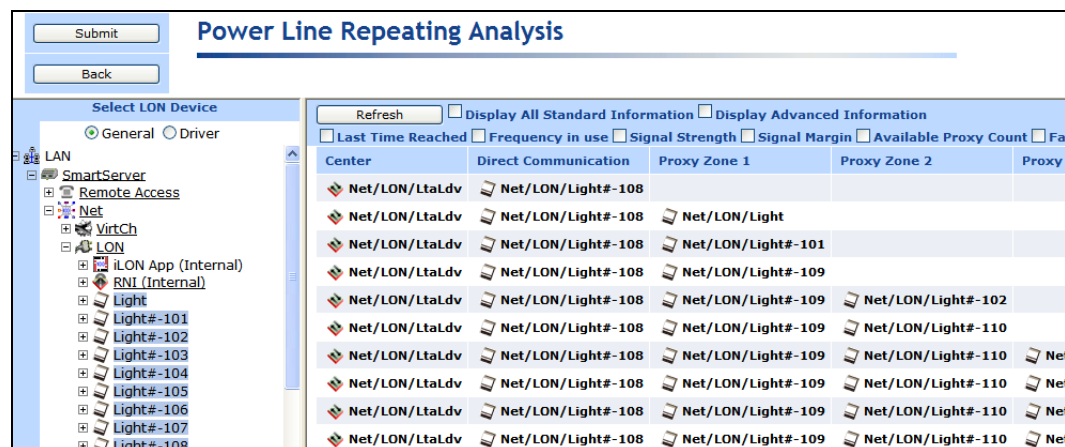 Submit
Power Line Repeating Analysis
Back
Select LON Device
General Driver
LAN
SmartServer
Remote Access
Net
VirtCh
LON
iLON App (Internal)
RNI (Internal)
Light
Light#-101
Light#-102
Light#-103
Light#-104
Light#-105
Light#-106
Light#-107
Light#-108
Refresh Display All Standard Information Display Advanced Information
Last Time Reached Frequency in use Signal Strength Signal Margin Available Proxy Count Fa
Center Direct Communication Proxy Zone 1 Proxy Zone 2 Proxy
Net/LON/LtaLdv Net/LON/Light#-108
Net/LON/LtaLdv Net/LON/Light#-108 Net/LON/Light
Net/LON/LtaLdv Net/LON/Light#-108 Net/LON/Light#-101
Net/LON/LtaLdv Net/LON/Light#-108 Net/LON/Light#-109
Net/LON/LtaLdv Net/LON/Light#-108 Net/LON/Light#-109 Net/LON/Light#-102
Net/LON/LtaLdv Net/LON/Light#-108 Net/LON/Light#-109 Net/LON/Light#-110
Net/LON/LtaLdv Net/LON/Light#-108 Net/LON/Light#-109 Net/LON/Light#-110 Ne
Net/LON/LtaLdv Net/LON/Light#-108 Net/LON/Light#-109 Net/LON/Light#-110 Ne
Net/LON/LtaLdv Net/LON/Light#-108 Net/LON/Light#-109 Net/LON/Light#-110 Ne
Net/LON/LtaLdv Net/LON/Light#-108 Net/LON/Light#-109 Net/LON/Light#-110 Ne